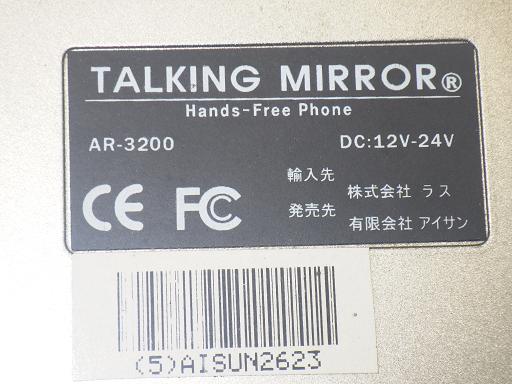 TALKING MIRROR®
Hands-Free Phone
AR-3200 DC:12V-24V
輸入先 株式会社 ラス
発売先 有限会社 アイサン
CE FC
(5)AISUN2623